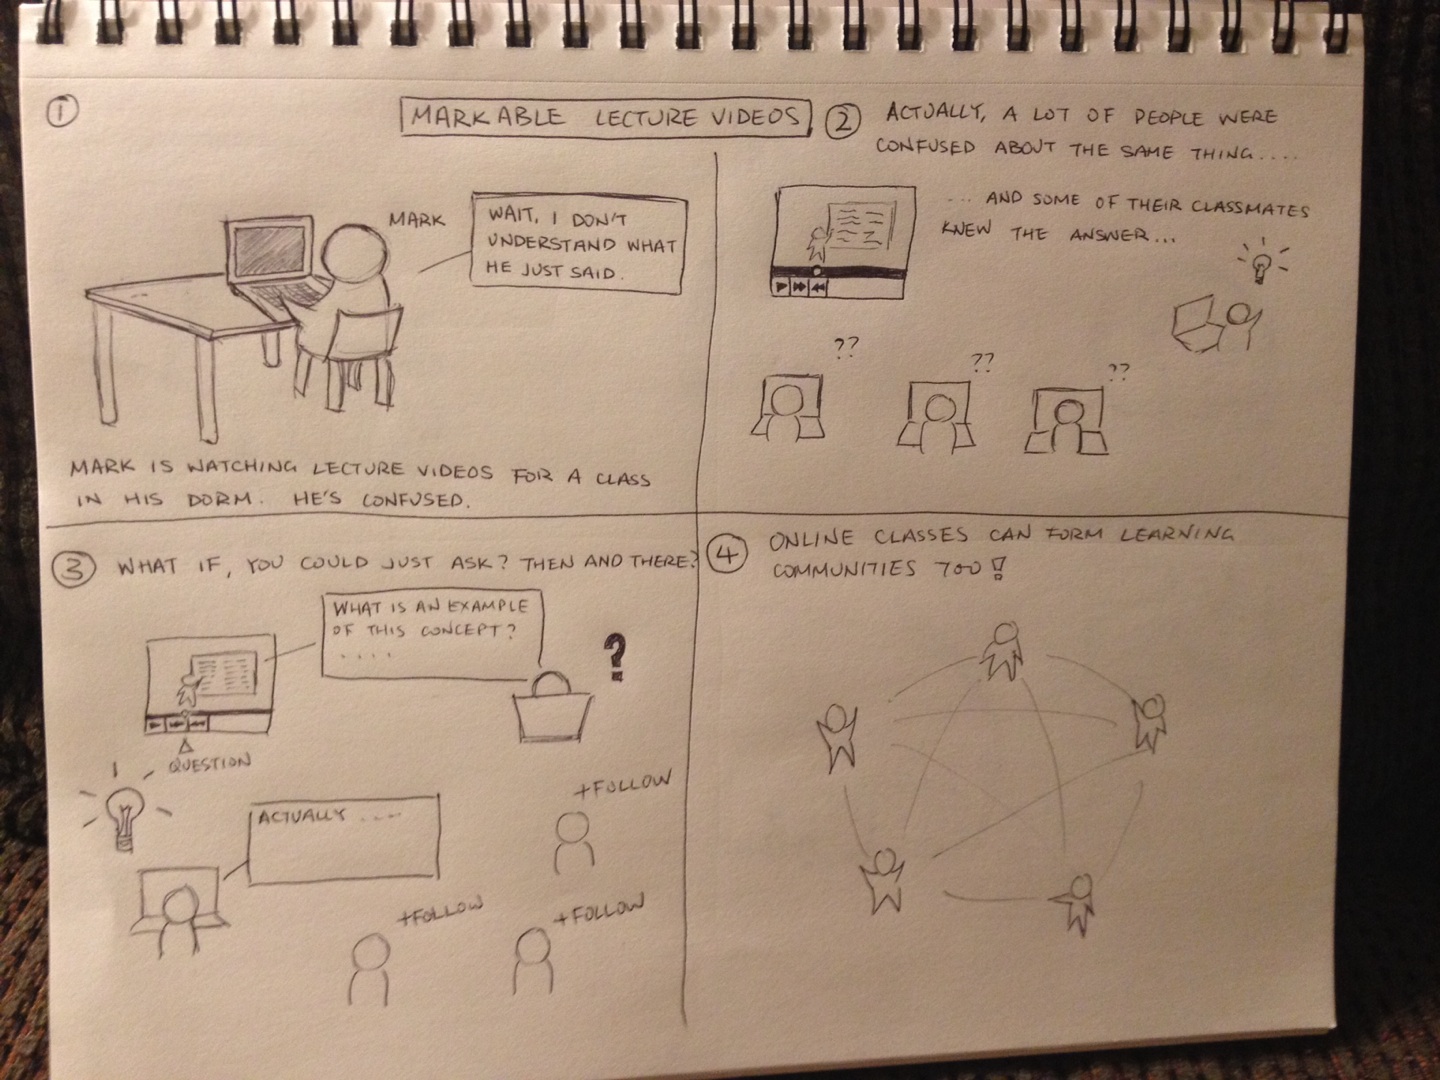 MARKABLE LECTURE VIDEOS
1
MARK
WAIT, I DON'T
UNDERSTAND WHAT
HE JUST SAID.
MARK IS WATCHING LECTURE VIDEOS FOR A CLASS
IN HIS DORM. HE'S CONFUSED.
2
ACTUALLY, A LOT OF PEOPLE WERE
CONFUSED ABOUT THE SAME THING....
... AND SOME OF THEIR CLASSMATES
KNEW THE ANSWER...
??
??
??
3
WHAT IF, YOU COULD JUST ASK? THEN AND THERE?
WHAT IS AN EXAMPLE
OF THIS CONCEPT?
....
?
QUESTION
ACTUALLY ....
+FOLLOW
+FOLLOW
+FOLLOW
4
ONLINE CLASSES CAN FORM LEARNING
COMMUNITIES TOO!